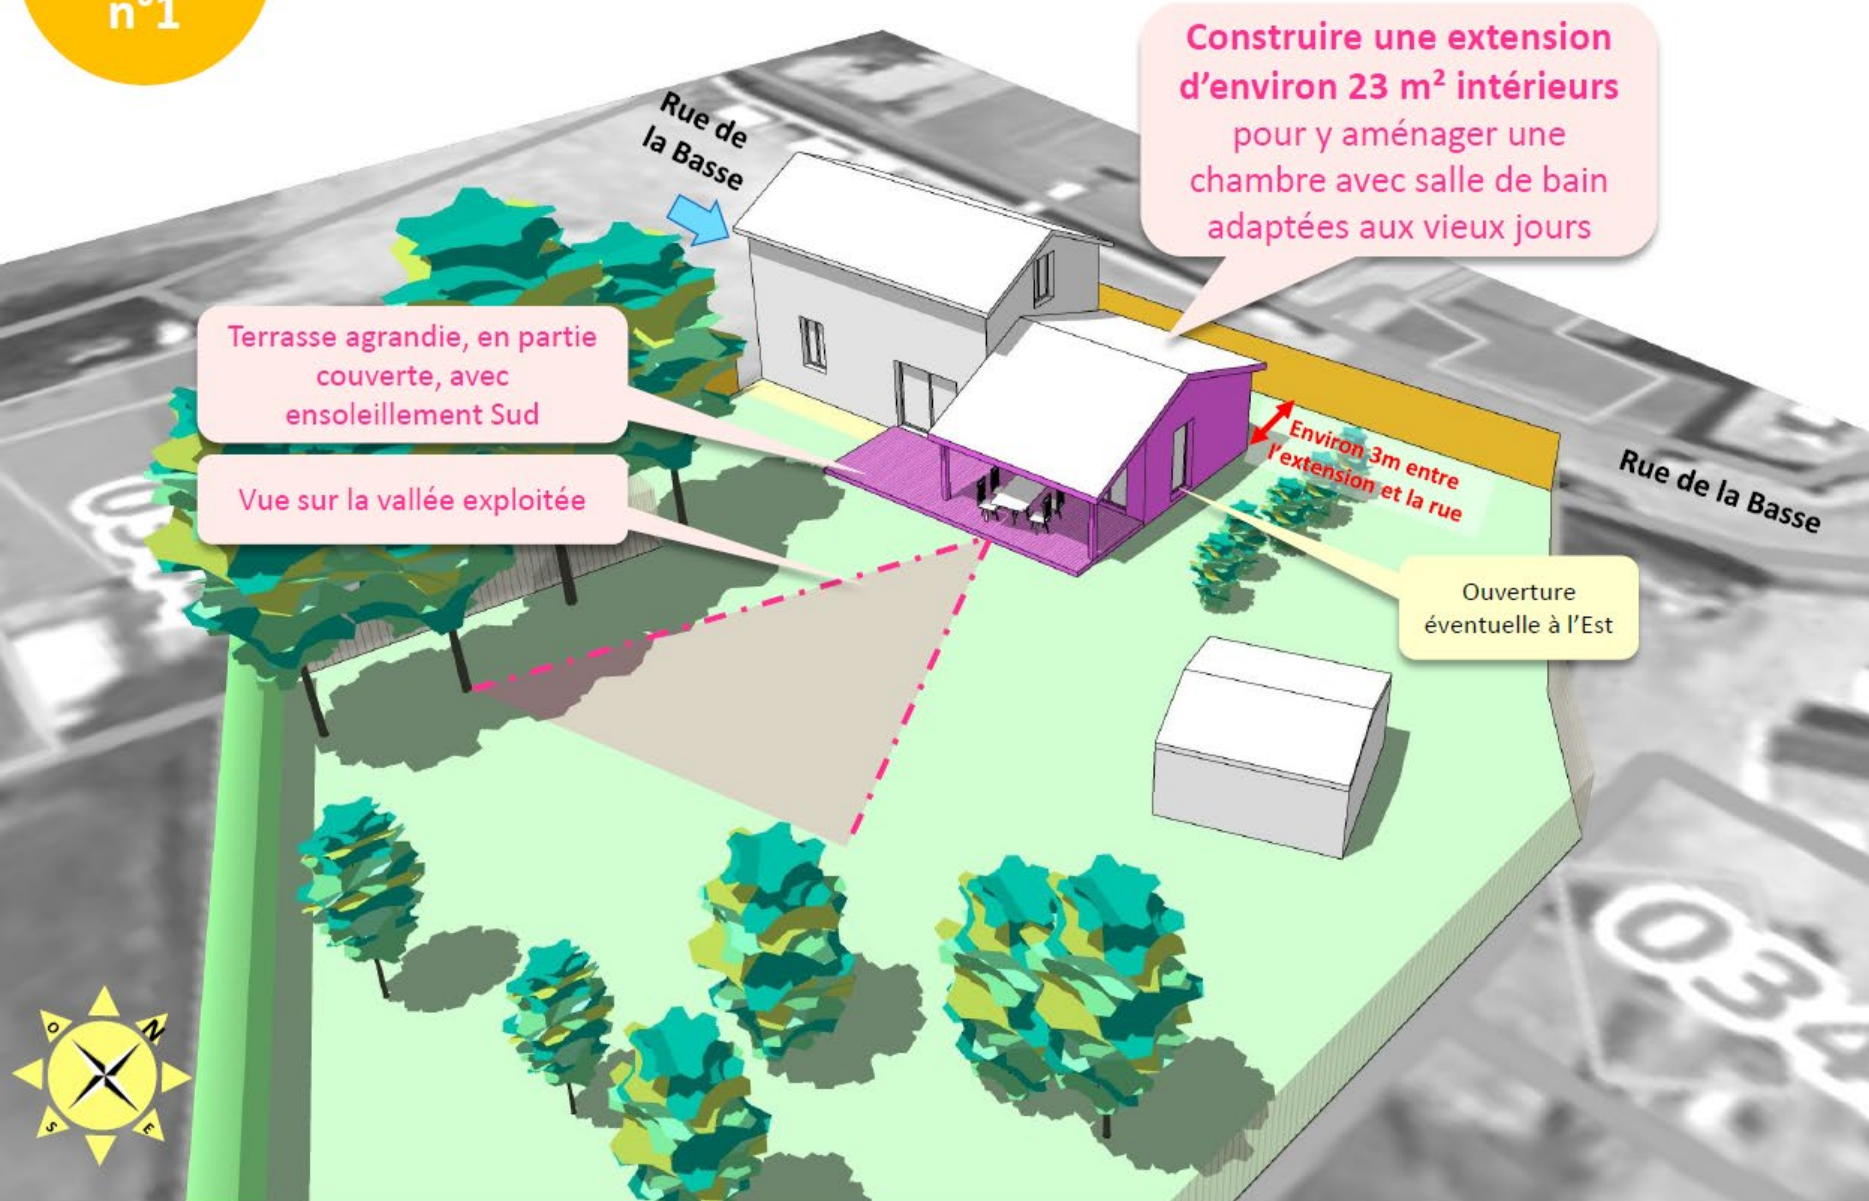 n°1
Construire une extension
d’environ 23 m² intérieurs
pour y aménager une
chambre avec salle de bain
adaptées aux vieux jours
Rue de
la Basse
Terrasse agrandie, en partie
couverte, avec
ensoleillement Sud
Vue sur la vallée exploitée
Environ 3m entre
l’extension et la rue
Rue de la Basse
Ouverture
éventuelle à l’Est
034
O
N
S
E